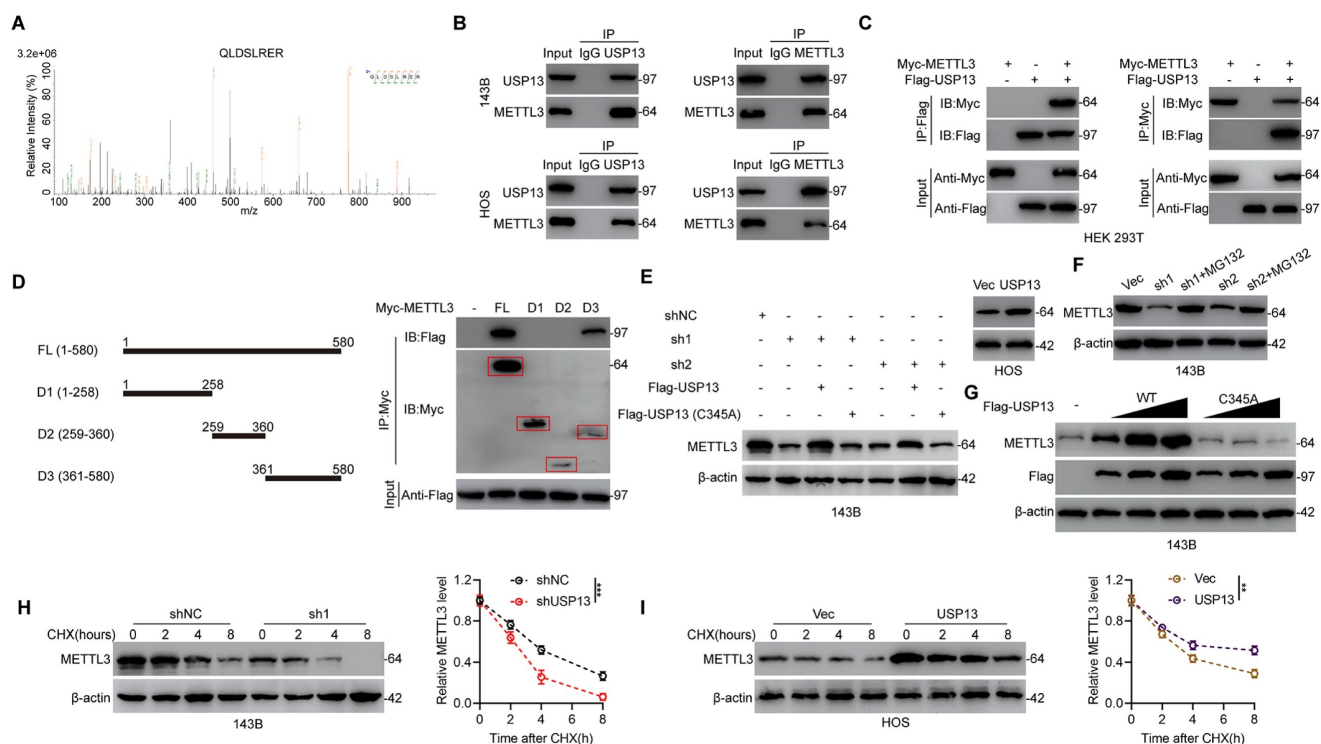 A
QLDSLRER
3.2e+06
Relative Intensity (%)
100
80
60
40
20
0
100 200 300 400 500 600 700 800 900
m/z
2+
Q L D S L R E R
B
IP IP
Input IgG USP13 Input IgG METTL3
143B
USP13 -97 USP13 -97
METTL3 -64 METTL3 -64
IP IP
Input IgG USP13 Input IgG METTL3
HOS
USP13 -97 USP13 -97
METTL3 -64 METTL3 -64
C
Myc-METTL3 + - + Myc-METTL3 + - +
Flag-USP13 - + + Flag-USP13 - + +
IP:Flag IB:Myc -64 IP:Myc IB:Myc -64
IB:Flag -97 IB:Flag -97
Input Anti-Myc -64 Input Anti-Myc -64
Anti-Flag -97 Anti-Flag -97
HEK 293T
D
FL (1-580) 1 580
D1 (1-258) 1 258
D2 (259-360) 259 360
D3 (361-580) 361 580
Myc-METTL3 - FL D1 D2 D3
IP:Myc
IB:Flag -97
-64
IB:Myc
Input Anti-Flag -97
E
shNC +
sh1 + + +
sh2 + + +
Flag-USP13 + +
Flag-USP13 (C345A) + +
METTL3 -64
β-actin -42
143B
Vec USP13
-64
-42
HOS
F
Vec sh1 sh1+MG132 sh2 sh2+MG132
METTL3 -64
β-actin -42
143B
G
WT C345A
Flag-USP13 -
METTL3 -64
Flag -97
β-actin -42
143B
H
shNC sh1
CHX(hours) 0 2 4 8 0 2 4 8
METTL3 -64
β-actin -42
143B
Relative METTL3 level
1.2
0.8
0.4
0.0
0 2 4 6 8
Time after CHX(h)
shNC
shUSP13
***
I
Vec USP13
CHX(hours) 0 2 4 8 0 2 4 8
METTL3 -64
β-actin -42
HOS
Relative METTL3 level
1.2
0.8
0.4
0.0
0 2 4 6 8
Time after CHX(h)
Vec
USP13
**